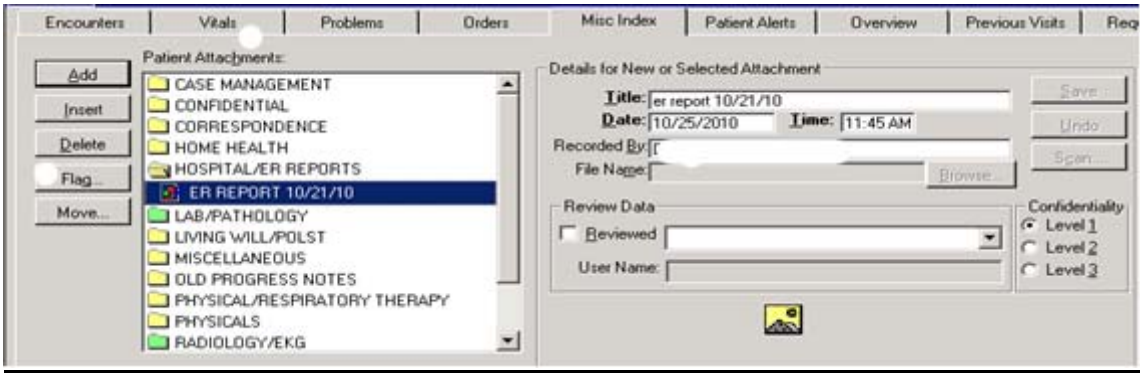 Encounters Vitals Problems Orders Misc Index Patient Alerts Overview Previous Visits Req
Patient Attachments:
Add
Insert
Delete
Flag...
Move...
CASE MANAGEMENT
CONFIDENTIAL
CORRESPONDENCE
HOME HEALTH
HOSPITAL/ER REPORTS
ER REPORT 10/21/10
LAB/PATHOLOGY
LIVING WILL/POLST
MISCELLANEOUS
OLD PROGRESS NOTES
PHYSICAL/RESPIRATORY THERAPY
PHYSICALS
RADIOLOGY/EKG
Details for New or Selected Attachment
Title: er report 10/21/10
Date: 10/25/2010 Time: 11:45 AM
Recorded By:
File Name: Browse...
Save
Undo
Scan...
Review Data
Reviewed
User Name:
Confidentiality
Level 1
Level 2
Level 3